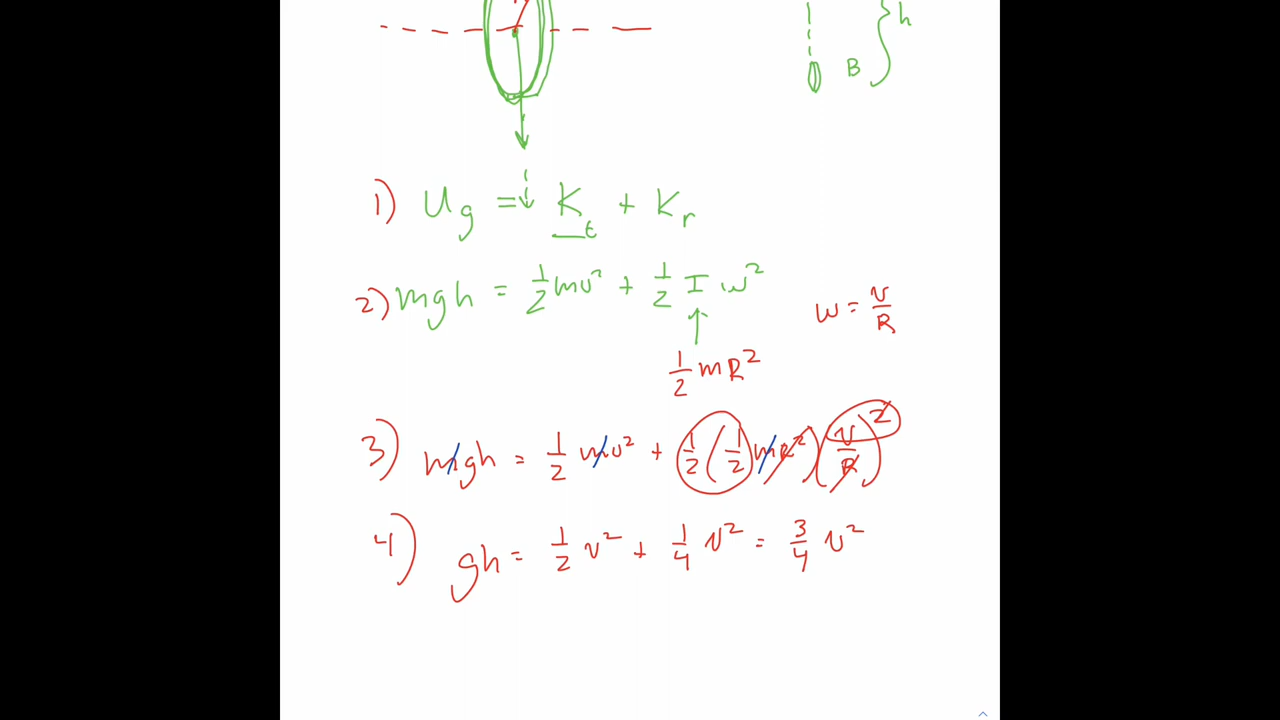 h
B
1) Ug = Kt + Kr
2) mgh = 1/2 mv² + 1/2 I w²
w = v/R
1/2 mR²
3) mgh = 1/2 mv² + 1/2 (1/2 mR²) (v/R)²
4) gh = 1/2 v² + 1/4 v² = 3/4 v²